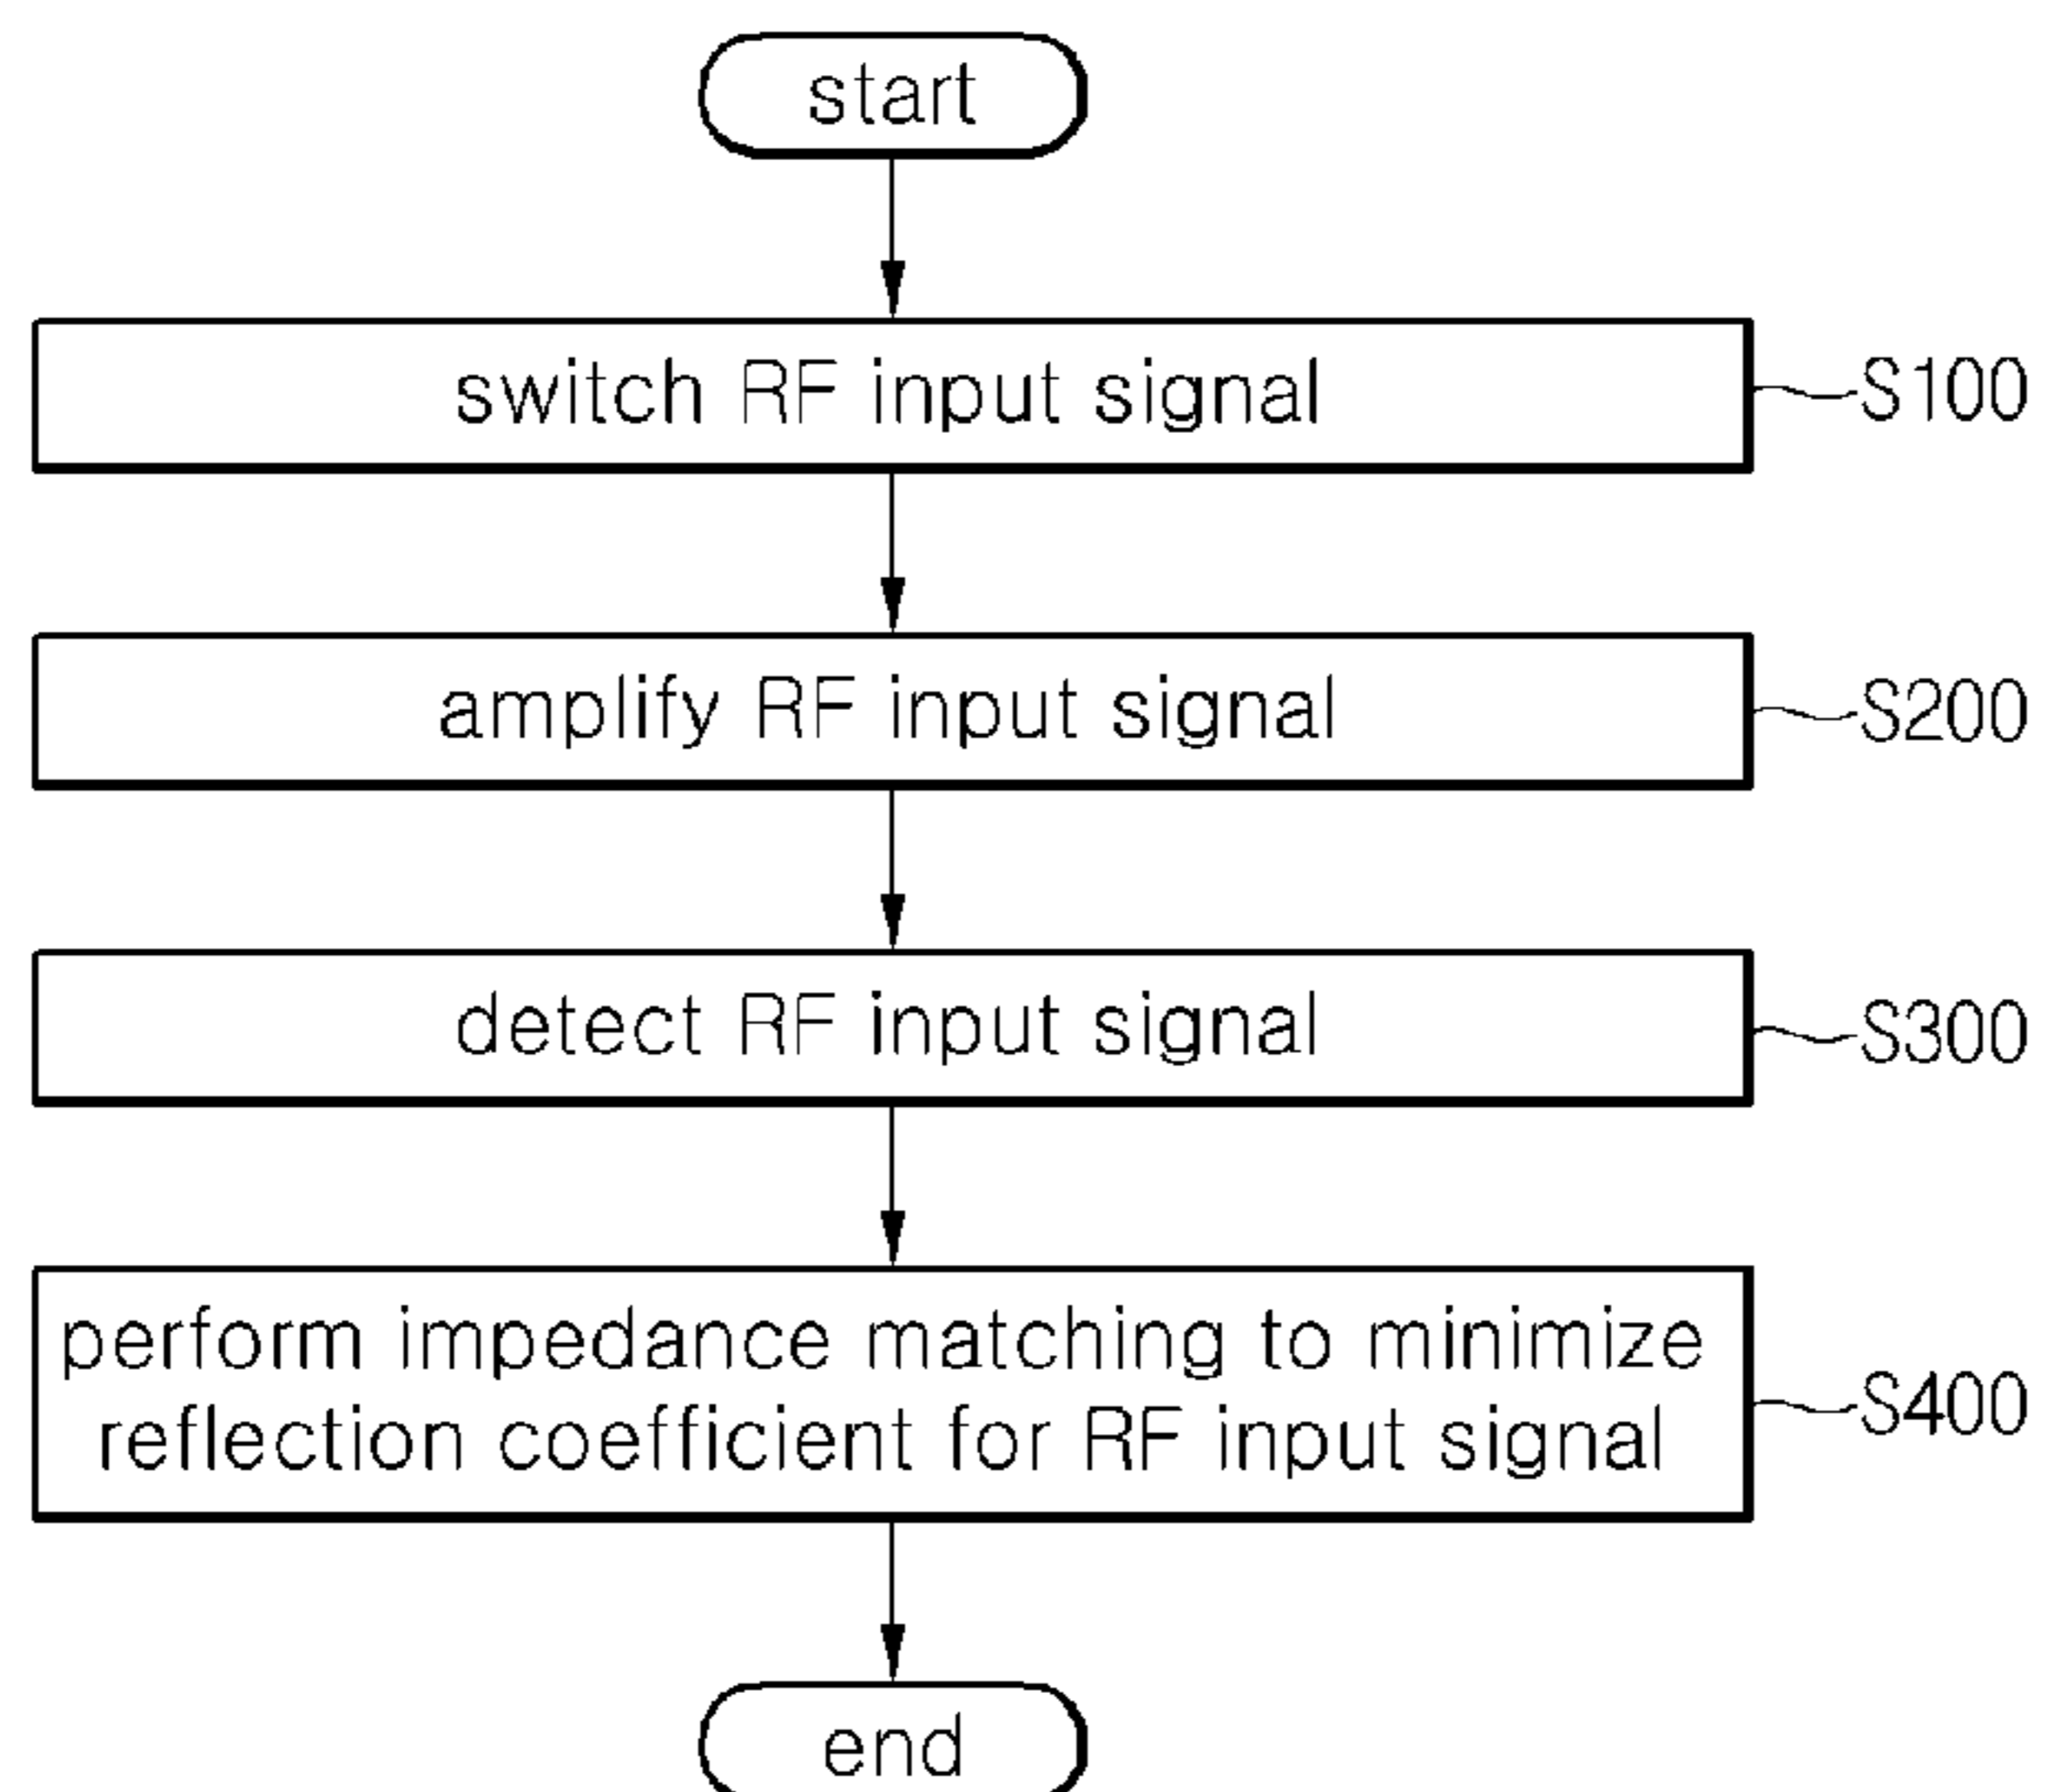 start
switch RF input signal
S100
amplify RF input signal
S200
detect RF input signal
S300
perform impedance matching to minimize
reflection coefficient for RF input signal
S400
end